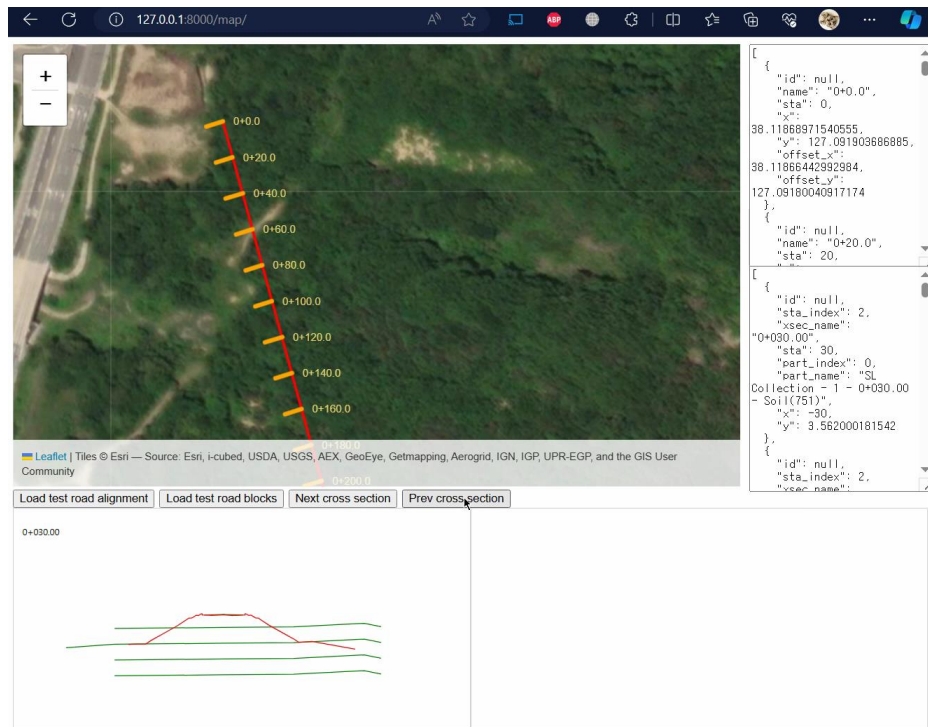 127.0.0.1:8000/map/
ABP
+
−
0+0.0
0+20.0
0+40.0
0+60.0
0+80.0
0+100.0
0+120.0
0+140.0
0+160.0
0+180.0
0+200.0
Leaflet | Tiles © Esri — Source: Esri, i-cubed, USDA, USGS, AEX, GeoEye, Getmapping, Aerogrid, IGN, IGP, UPR-EGP, and the GIS User
Community
[
{
"id": null,
"name": "0+0.0",
"sta": 0,
"x":
38.11868971540555,
"y": 127.091903686885,
"offset_x":
38.11866442992984,
"offset_y":
127.09180040917174
},
{
"id": null,
"name": "0+20.0",
"sta": 20,
[
{
"id": null,
"sta_index": 2,
"xsec_name":
"0+030.00",
"sta": 30,
"part_index": 0,
"part_name": "SL
Collection - 1 - 0+030.00
- Soil(751)",
"x": -30,
"y": 3.562000181542
},
{
"id": null,
"sta_index": 2,
"xsec_name":
Load test road alignment Load test road blocks Next cross section Prev cross section
0+030.00